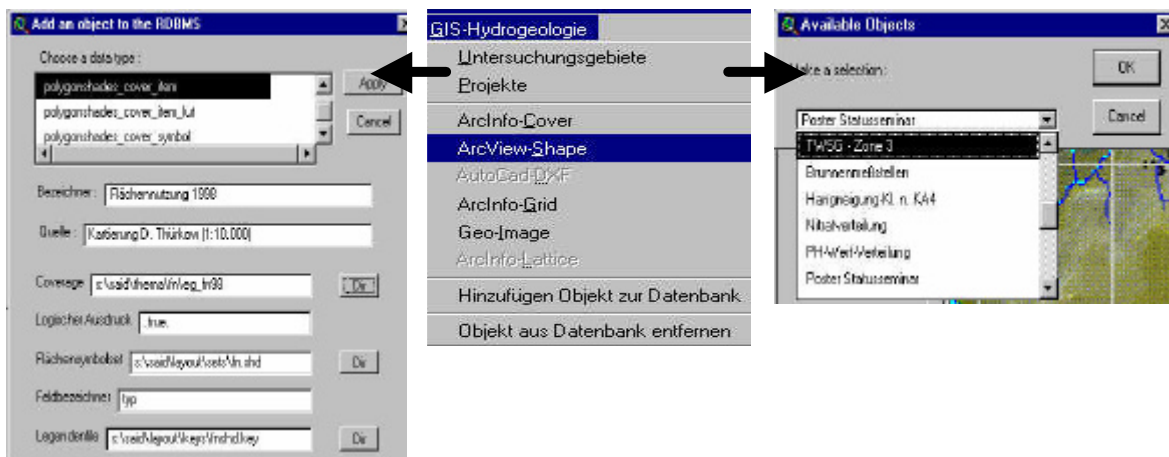 Add an object to the RDBMS
Choose a data type :
polygonshades_cover_item
polygonshades_cover_item_lut
polygonshades_cover_symbol
Apply
Cancel
Bezeichner : Flächennutzung 1998
Quelle : Kartierung D. Thürkow (1:10.000)
Coverage
Dir
Logischer Ausdruck .true.
Flächensymbolset
Dir
Feldbezeichner typ
Legendenfile
Dir
GIS-Hydrogeologie
Untersuchungsgebiete
Projekte
ArcInfo-Cover
ArcView-Shape
AutoCad-DXF
ArcInfo-Grid
Geo-Image
ArcInfo-Lattice
Hinzufügen Objekt zur Datenbank
Objekt aus Datenbank entfernen
Available Objects
Make a selection :
OK
Cancel
Poster Statusseminar
TWSG - Zone 3
Brunnenmeßstellen
Hangneigung-Kl. n. KA4
Nitratverteilung
PH-Wert-Verteilung
Poster Statusseminar